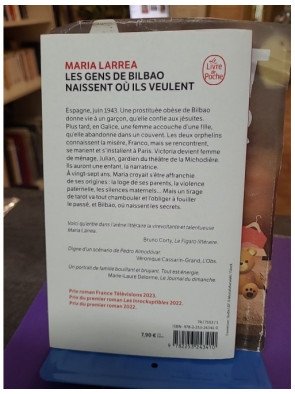 MARIA LARREA
LES GENS DE BILBAO
NAISSENT OÙ ILS VEULENT
Le Livre de Poche
Espagne, juin 1943. Une prostituée obèse de Bilbao
donne vie à un garçon, qu'elle confie aux jésuites.
Plus tard, en Galice, une femme accouche d'une fille,
qu'elle abandonne dans un couvent. Les deux orphelins
connaissent la misère, Franco, mais se rencontrent,
se marient et s'installent à Paris. Victoria devient femme
de ménage, Julian, gardien du théâtre de la Michodière.
Ils auront une enfant, la narratrice.
À vingt-sept ans, Maria croyait s'être affranchie
de ses origines : la loge de ses parents, la violence
paternelle, les silences maternels... Mais un tirage
de tarot va tout chambouler et l'obliger à fouiller
le passé, et Bilbao, où naissent les secrets.
Voici qu'entre dans l'arène littéraire la virevoltante et talentueuse
Maria Larrea.
Bruno Corty, Le Figaro littéraire.
Digne d'un scénario de Pedro Almodóvar.
Véronique Cassarin-Grand, L'Obs.
Un portrait de famille bouillant et bruyant. Tout est énergie.
Marie-Laure Delorme, Le Journal du dimanche.
Prix roman France Télévisions 2023.
Prix du premier roman Les Inrockuptibles 2022.
Prix du premier roman 2022.
7,90 €